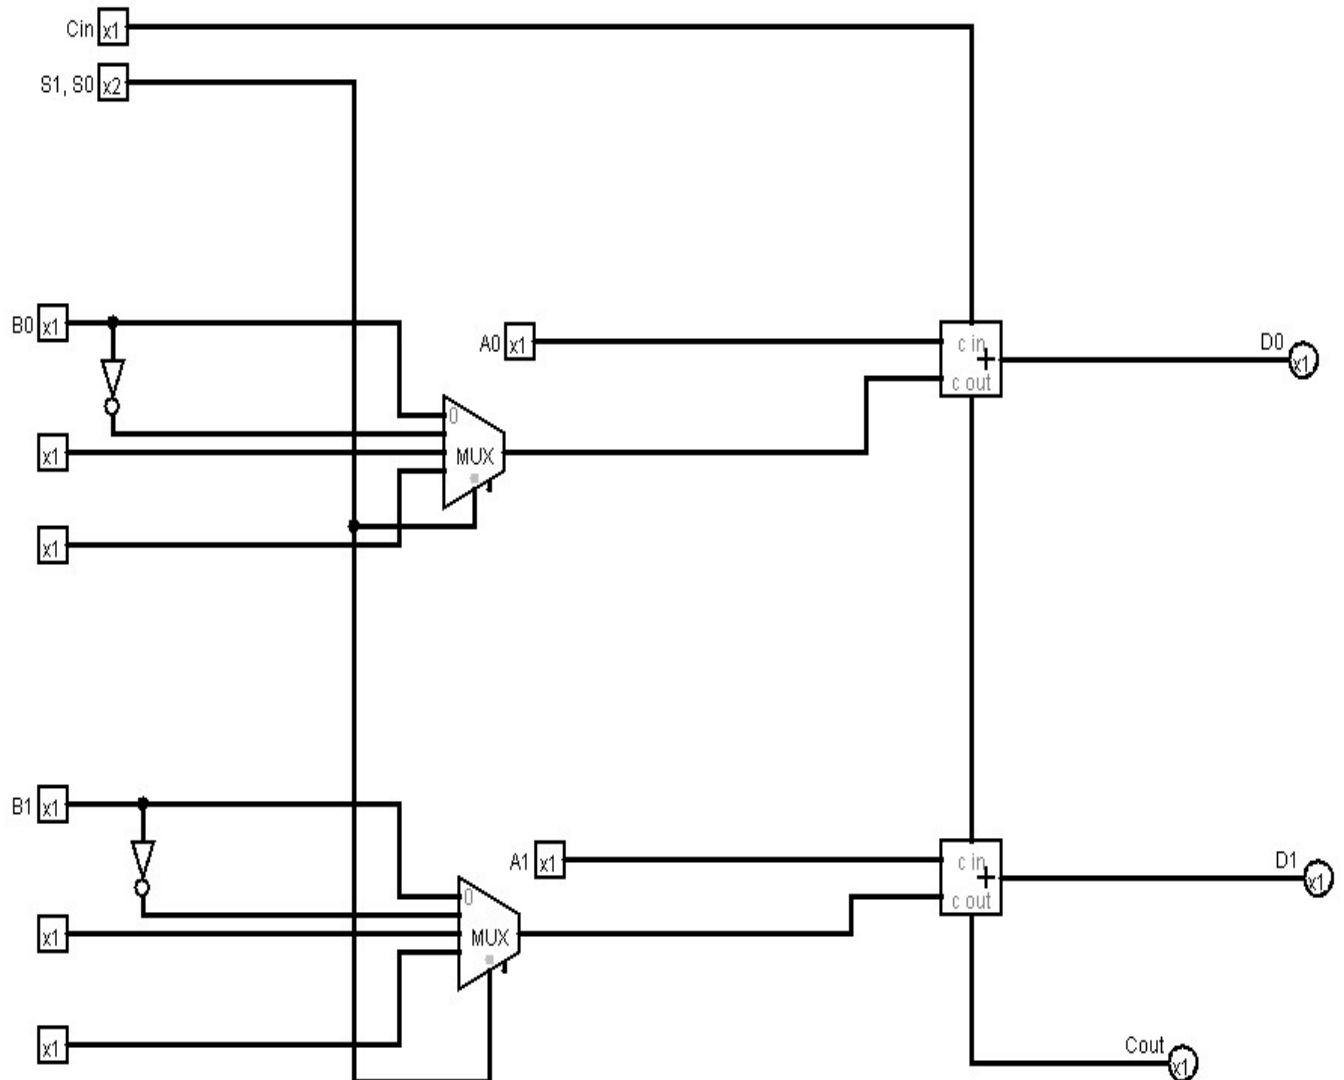 Cin x1
S1, S0 x2
B0 x1
A0 x1
c in
+
c out
D0
x1
0
MUX
x1
x1
B1 x1
A1 x1
c in
+
c out
D1
x1
0
MUX
x1
x1
Cout
x1